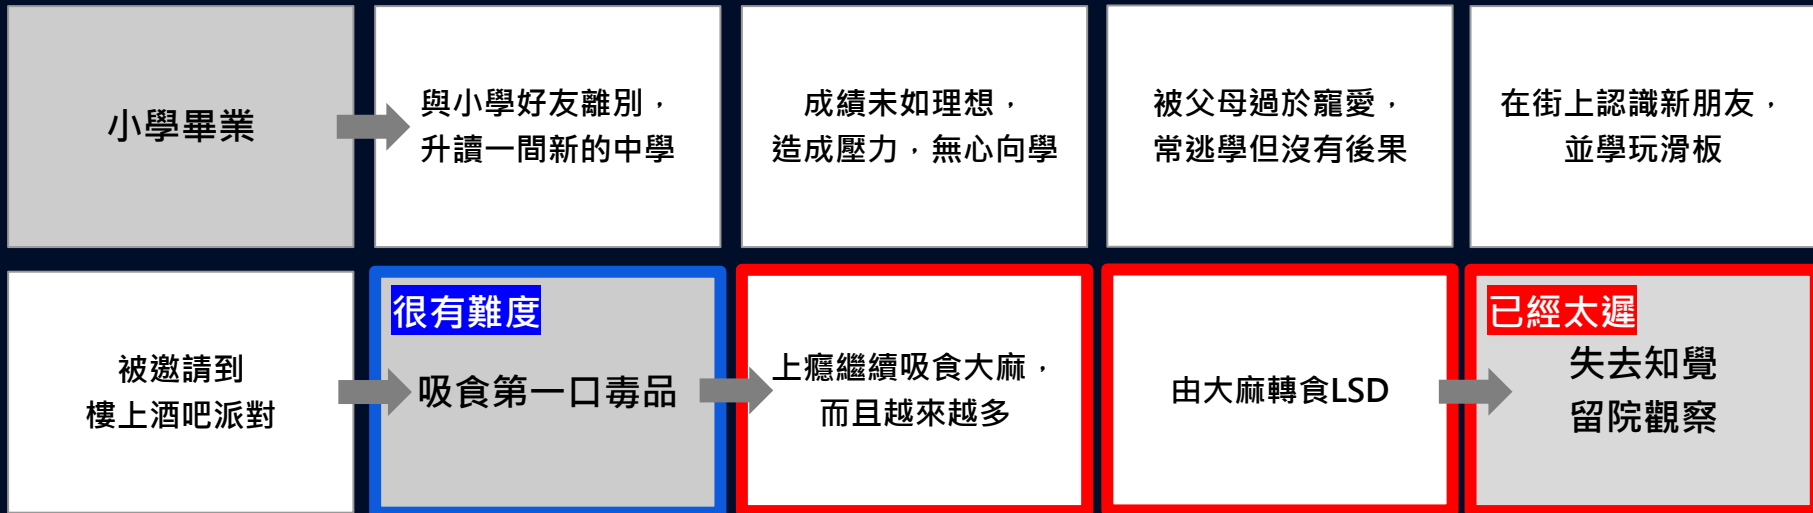 小學畢業
與小學好友離別，
升讀一間新的中學
成績未如理想，
造成壓力，無心向學
被父母過於寵愛，
常逃學但沒有後果
在街上認識新朋友，
並學玩滑板
被邀請到
樓上酒吧派對
很有難度
吸食第一口毒品
上癮繼續吸食大麻，
而且越來越多
由大麻轉食LSD
已經太遲
失去知覺
留院觀察